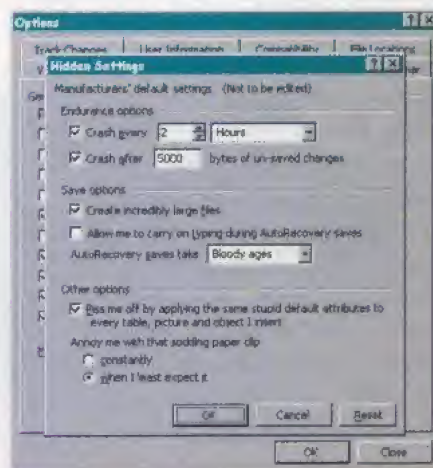 Options
Track Changes User Information Compatibility File Locations
Hidden Settings
Manufacturers' default settings (Not to be edited)
Endurance options
Crash every 2 Hours
Crash after 5000 bytes of un-saved changes
Save options
Create incredibly large files
Allow me to carry on typing during AutoRecovery saves
AutoRecovery saves take Bloody ages
Other options
Piss me off by applying the same stupid default attributes to
every table, picture and object I insert
Annoy me with that sodding paper clip
constantly
when I least expect it
OK Cancel Reset
OK Close